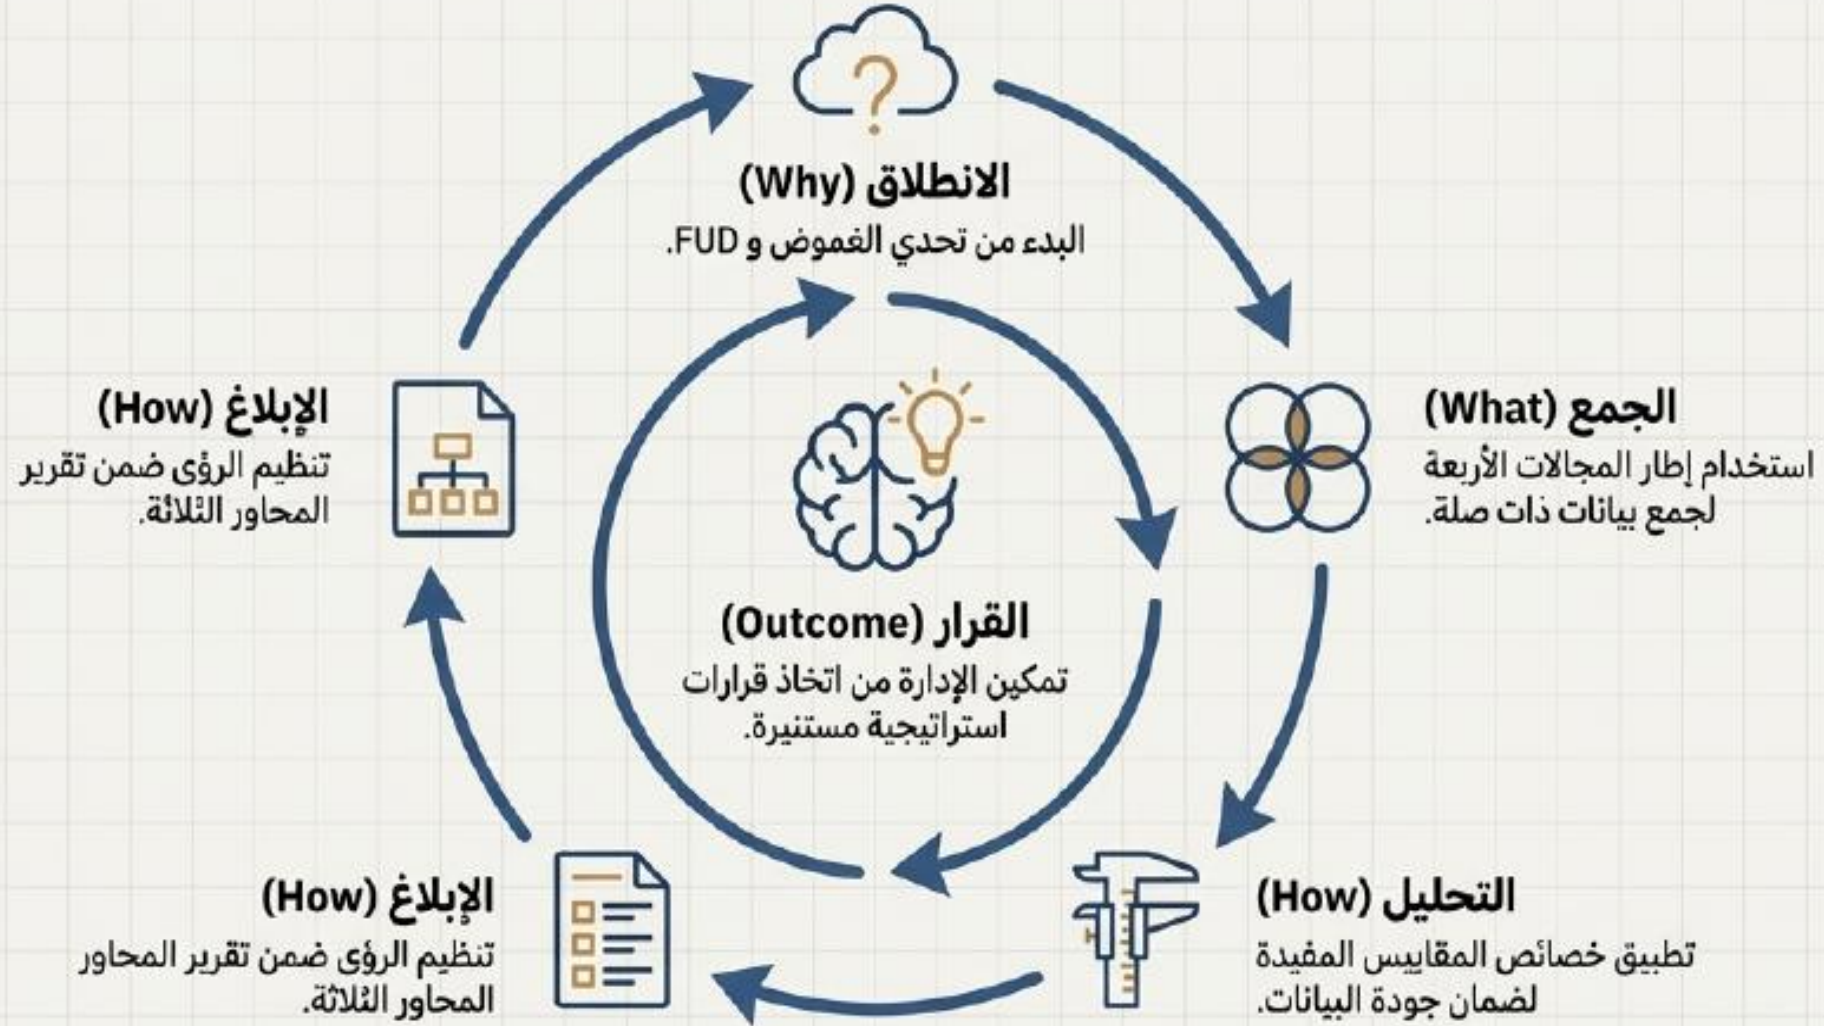 الانطلاق (Why)
البدء من تحدي الغموض و FUD.
الجمع (What)
استخدام إطار المجالات الأربعة
لجمع بيانات ذات صلة.
التحليل (How)
تطبيق خصائص المقاييس المفيدة
لضمان جودة البيانات.
الإبلاغ (How)
تنظيم الرؤى ضمن تقرير المحاور
المحاور الثلاثة.
الإبلاغ (How)
تنظيم الرؤى ضمن تقرير
المحاور الثلاثة.
القرار (Outcome)
تمكين الإدارة من اتخاذ قرارات
استراتيجية مستنيرة.